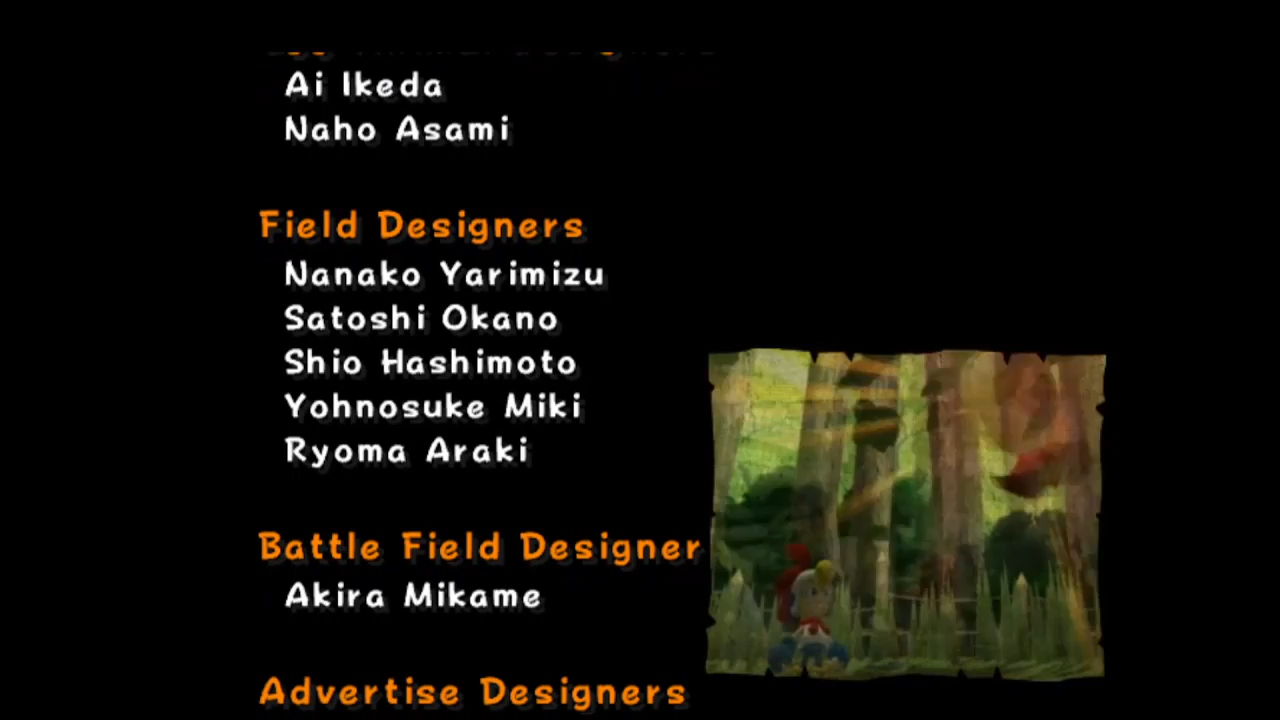 Ai Ikeda
Naho Asami
Field Designers
Nanako Yarimizu
Satoshi Okano
Shio Hashimoto
Yohnosuke Miki
Ryoma Araki
Battle Field Designer
Akira Mikame
Advertise Designers